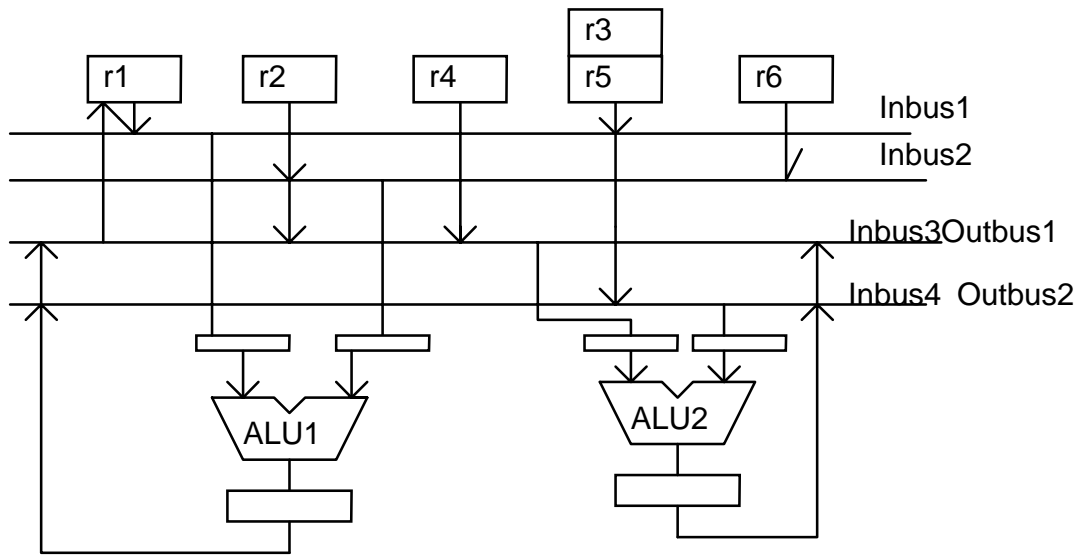 r3
r1
r2
r4
r5
r6
Inbus1
Inbus2
Inbus3Outbus1
Inbus4 Outbus2
ALU1
ALU2